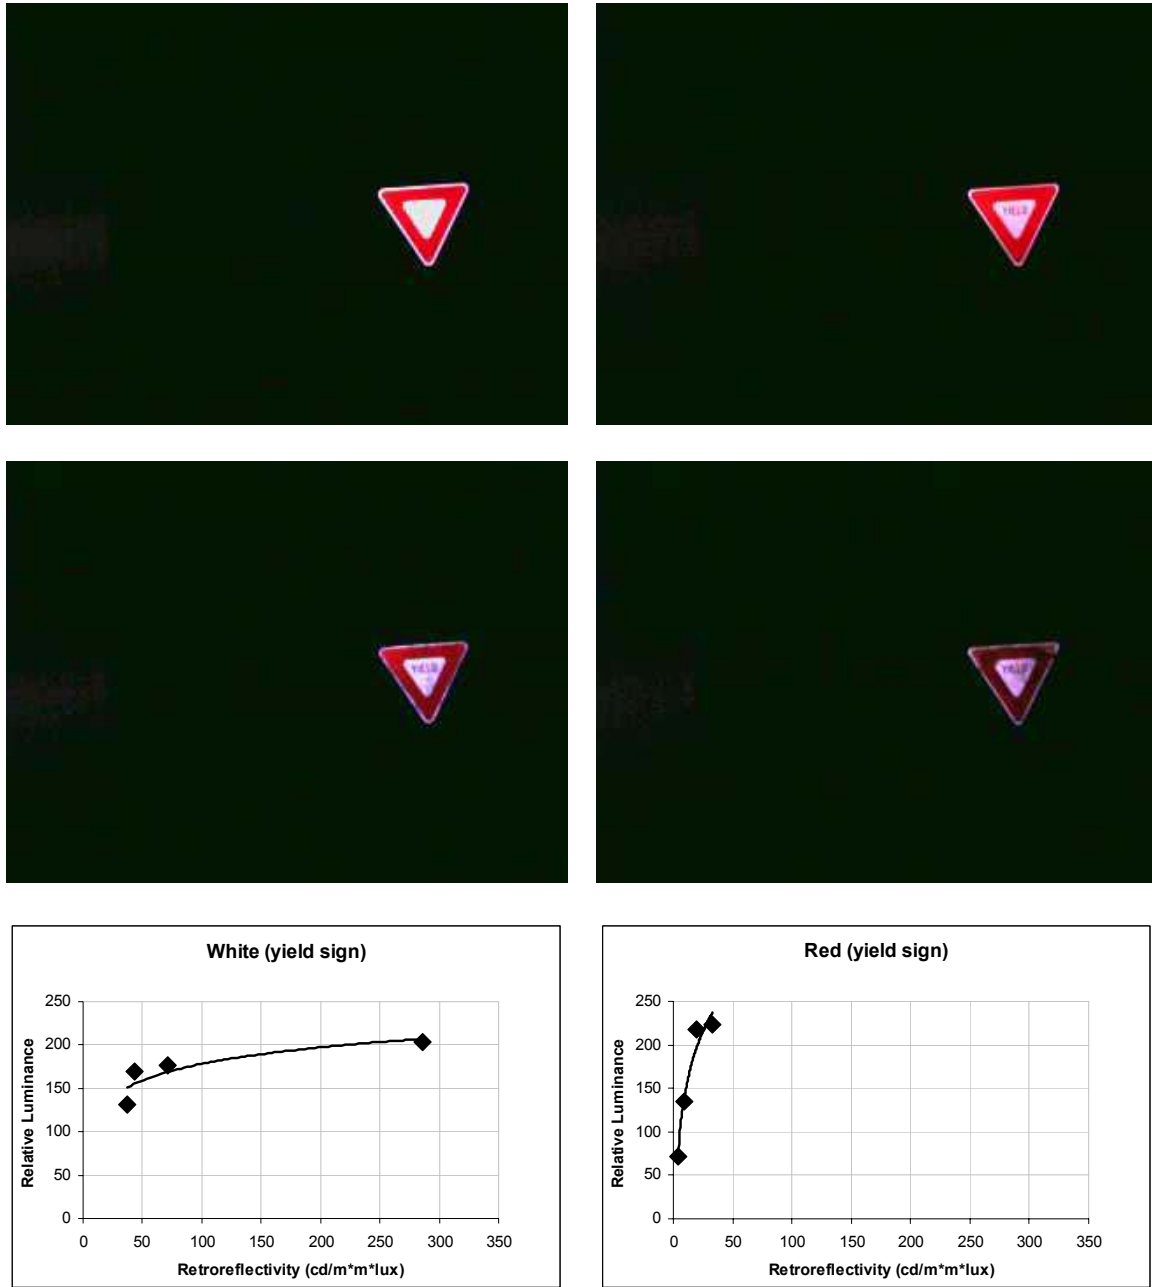 YIELD
YIELD
YIELD
White (yield sign)
250
200
150
100
50
0
Relative Luminance
0 50 100 150 200 250 300 350
Retroreflectivity (cd/m*m*lux)
Red (yield sign)
250
200
150
100
50
0
Relative Luminance
0 50 100 150 200 250 300 350
Retroreflectivity (cd/m*m*lux)